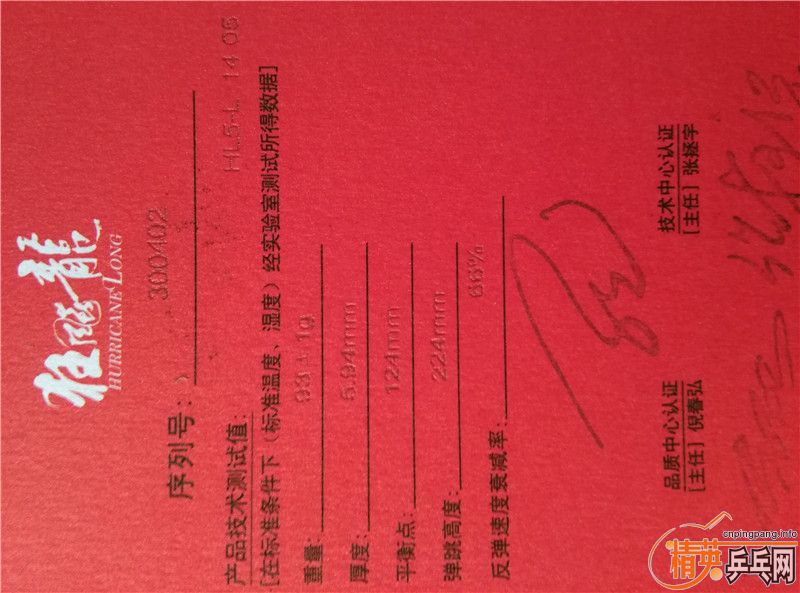 狂飚龍
HURRICANE LONG
序列号： 300402
产品技术测试值： HL5-L 14 05
[在标准条件下（标准温度、湿度）经实验室测试所得数据]
重量： 93±1g
厚度： 5.94mm
平衡点： 124mm
弹跳高度： 224mm
反弹速度衰减率： 66%
品质中心认证 技术中心认证
[主任] 倪春弘 [主任] 张拯宇
cnpingpang.info
精英乒乓网